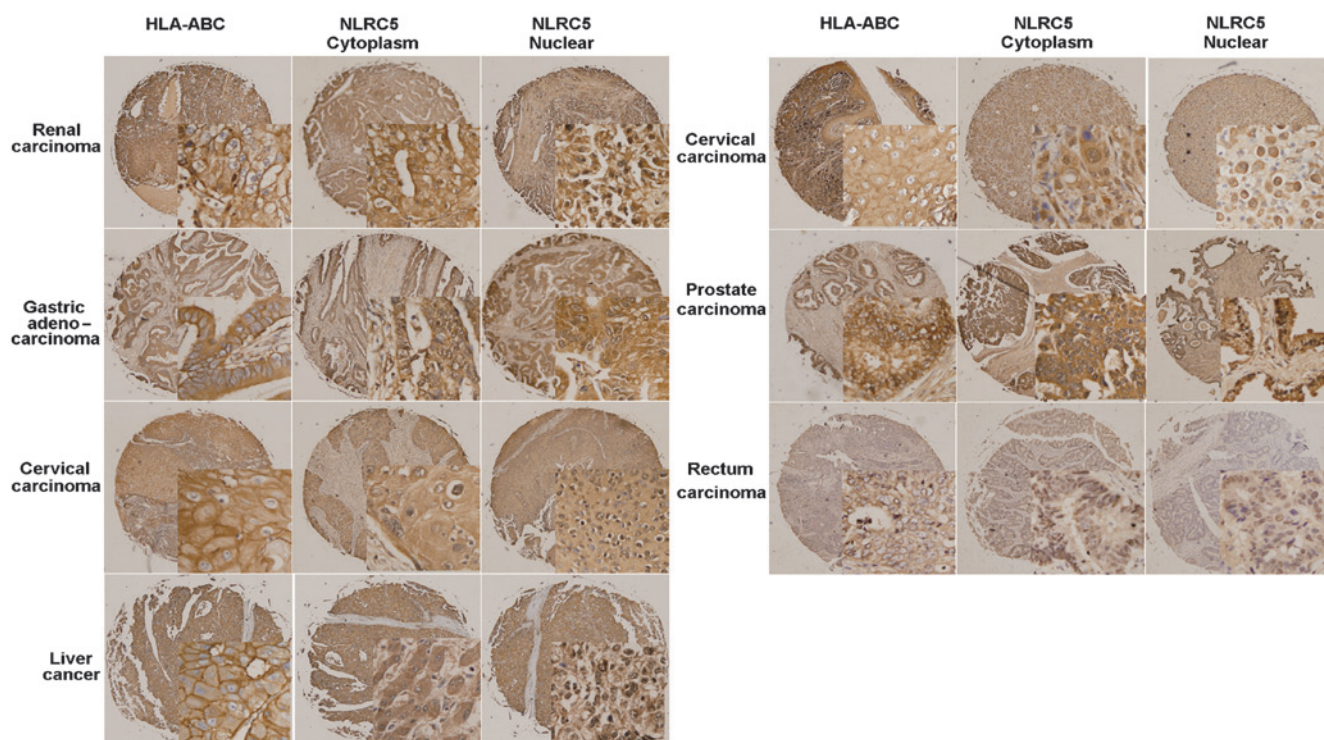 HLA-ABC
NLRC5
Cytoplasm
NLRC5
Nuclear
Renal
carcinoma
Gastric
adeno–
carcinoma
Cervical
carcinoma
Liver
cancer
HLA-ABC
NLRC5
Cytoplasm
NLRC5
Nuclear
Cervical
carcinoma
Prostate
carcinoma
Rectum
carcinoma